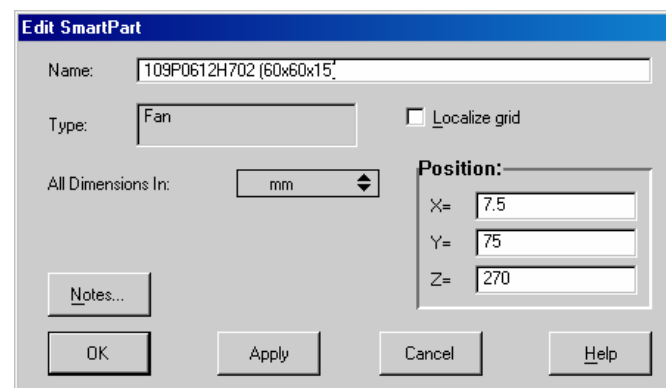 Edit SmartPart
Name: 109P0612H702 (60x60x15
Type: Fan
Localize grid
All Dimensions In: mm
Position:
X= 7.5
Y= 75
Z= 270
Notes...
OK Apply Cancel Help